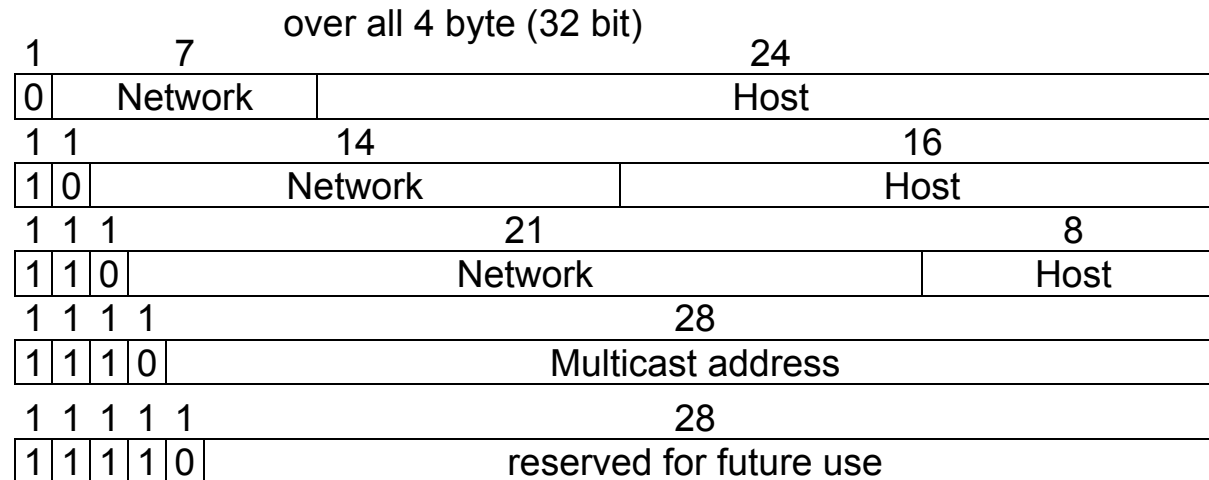 over all 4 byte (32 bit)
1 7 24
0 Network Host
1 1 14 16
1 0 Network Host
1 1 1 21 8
1 1 0 Network Host
1 1 1 1 28
1 1 1 0 Multicast address
1 1 1 1 1 28
1 1 1 1 0 reserved for future use